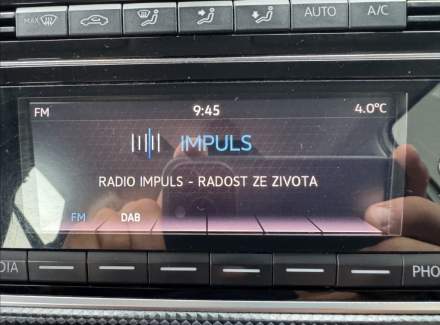 MAX AUTO A/C
FM 9:45 4.0°C
IMPULS
RADIO IMPULS - RADOST ZE ZIVOTA
FM DAB
DIA PHO